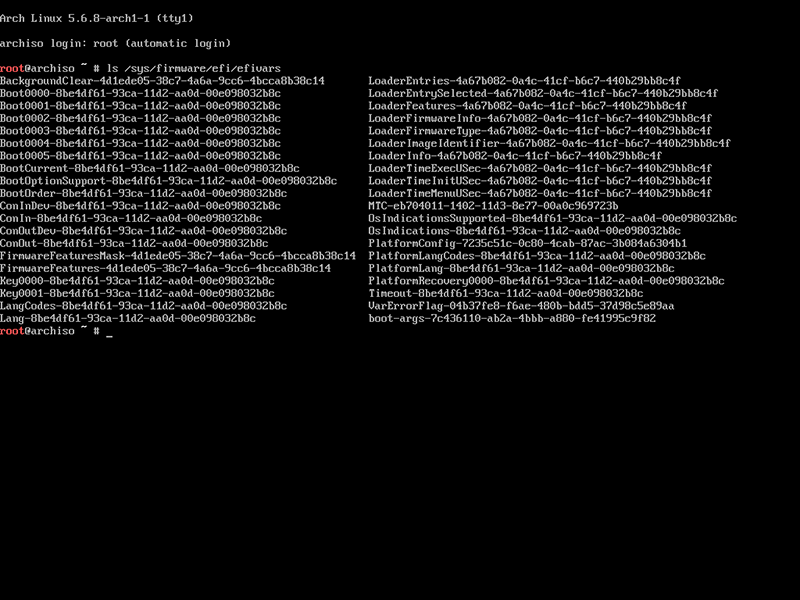 Arch Linux 5.6.8-arch1-1 (tty1)
archiso login: root (automatic login)
root@archiso ~ # ls /sys/firmware/efi/efivars
BackgroundClear-4d1ede05-38c7-4a6a-9cc6-4bcca8b38c14 LoaderEntries-4a67b082-0a4c-41cf-b6c7-440b29bb8c4f
Boot0000-8be4df61-93ca-11d2-aa0d-00e098032b8c LoaderEntrySelected-4a67b082-0a4c-41cf-b6c7-440b29bb8c4f
Boot0001-8be4df61-93ca-11d2-aa0d-00e098032b8c LoaderFeatures-4a67b082-0a4c-41cf-b6c7-440b29bb8c4f
Boot0002-8be4df61-93ca-11d2-aa0d-00e098032b8c LoaderFirmwareInfo-4a67b082-0a4c-41cf-b6c7-440b29bb8c4f
Boot0003-8be4df61-93ca-11d2-aa0d-00e098032b8c LoaderFirmwareType-4a67b082-0a4c-41cf-b6c7-440b29bb8c4f
Boot0004-8be4df61-93ca-11d2-aa0d-00e098032b8c LoaderImageIdentifier-4a67b082-0a4c-41cf-b6c7-440b29bb8c4f
Boot0005-8be4df61-93ca-11d2-aa0d-00e098032b8c LoaderInfo-4a67b082-0a4c-41cf-b6c7-440b29bb8c4f
BootCurrent-8be4df61-93ca-11d2-aa0d-00e098032b8c LoaderTimeExecUSec-4a67b082-0a4c-41cf-b6c7-440b29bb8c4f
BootOptionSupport-8be4df61-93ca-11d2-aa0d-00e098032b8c LoaderTimeInitUSec-4a67b082-0a4c-41cf-b6c7-440b29bb8c4f
BootOrder-8be4df61-93ca-11d2-aa0d-00e098032b8c LoaderTimeMenuUSec-4a67b082-0a4c-41cf-b6c7-440b29bb8c4f
ConInDev-8be4df61-93ca-11d2-aa0d-00e098032b8c MTC-eb704011-1402-11d3-8e77-00a0c969723b
ConIn-8be4df61-93ca-11d2-aa0d-00e098032b8c OsIndicationsSupported-8be4df61-93ca-11d2-aa0d-00e098032b8c
ConOutDev-8be4df61-93ca-11d2-aa0d-00e098032b8c OsIndications-8be4df61-93ca-11d2-aa0d-00e098032b8c
ConOut-8be4df61-93ca-11d2-aa0d-00e098032b8c PlatformConfig-7235c51c-0c80-4cab-87ac-3b084a6304b1
FirmwareFeaturesMask-4d1ede05-38c7-4a6a-9cc6-4bcca8b38c14 PlatformLangCodes-8be4df61-93ca-11d2-aa0d-00e098032b8c
FirmwareFeatures-4d1ede05-38c7-4a6a-9cc6-4bcca8b38c14 PlatformLang-8be4df61-93ca-11d2-aa0d-00e098032b8c
Key0000-8be4df61-93ca-11d2-aa0d-00e098032b8c PlatformRecovery0000-8be4df61-93ca-11d2-aa0d-00e098032b8c
Key0001-8be4df61-93ca-11d2-aa0d-00e098032b8c Timeout-8be4df61-93ca-11d2-aa0d-00e098032b8c
LangCodes-8be4df61-93ca-11d2-aa0d-00e098032b8c VarErrorFlag-04b37fe8-f6ae-480b-bdd5-37d98c5e89aa
Lang-8be4df61-93ca-11d2-aa0d-00e098032b8c boot-args-7c436110-ab2a-4bbb-a880-fe41995c9f82
root@archiso ~ # _